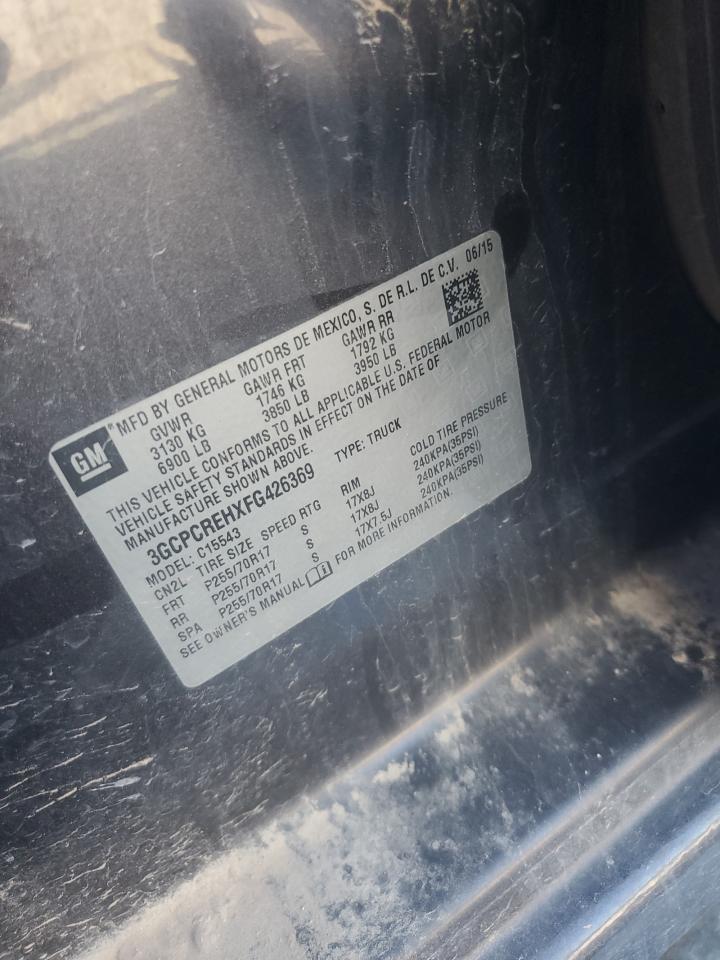 GM
® MFD BY GENERAL MOTORS DE MEXICO, S. DE R.L. DE C.V. 06/15
GVWR GAWR FRT GAWR RR
3130 KG 1746 KG 1792 KG
6900 LB 3850 LB 3950 LB
THIS VEHICLE CONFORMS TO ALL APPLICABLE U.S. FEDERAL MOTOR
VEHICLE SAFETY STANDARDS IN EFFECT ON THE DATE OF
MANUFACTURE SHOWN ABOVE.
3GCPCREHXFG426369 TYPE: TRUCK
MODEL: C15543
CN2L TIRE SIZE SPEED RTG RIM COLD TIRE PRESSURE
FRT P255/70R17 S 17X8J 240KPA(35PSI)
RR P255/70R17 S 17X8J 240KPA(35PSI)
SPA P255/70R17 S 17X7.5J 240KPA(35PSI)
SEE OWNER'S MANUAL FOR MORE INFORMATION.